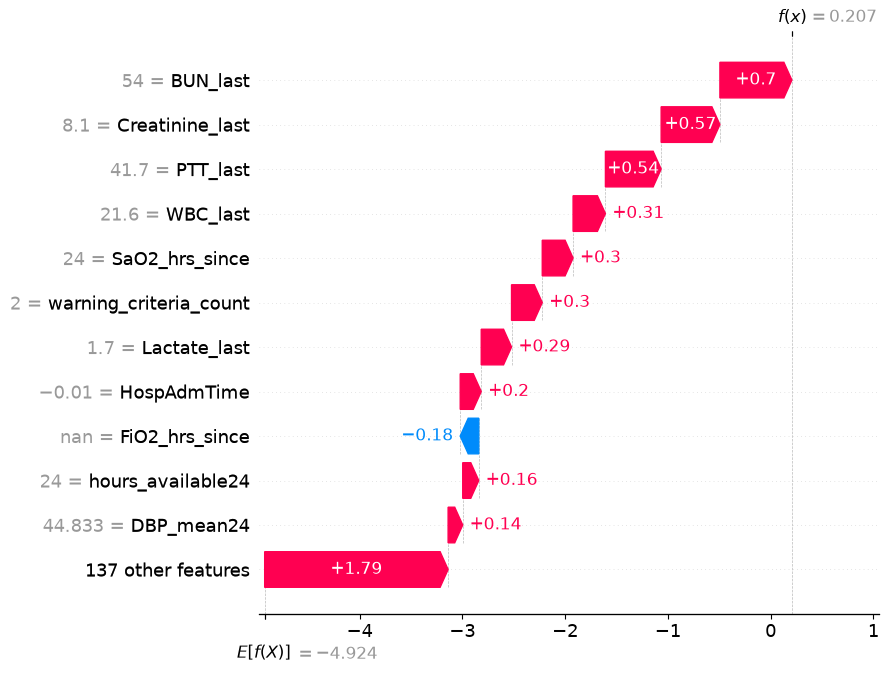 f(x) = 0.207
54 = BUN_last
+0.7
8.1 = Creatinine_last
+0.57
41.7 = PTT_last
+0.54
21.6 = WBC_last
+0.31
24 = SaO2_hrs_since
+0.3
2 = warning_criteria_count
+0.3
1.7 = Lactate_last
+0.29
−0.01 = HospAdmTime
+0.2
nan = FiO2_hrs_since
−0.18
24 = hours_available24
+0.16
44.833 = DBP_mean24
+0.14
137 other features
+1.79
−4 −3 −2 −1 0 1
E[f(X)] = −4.924